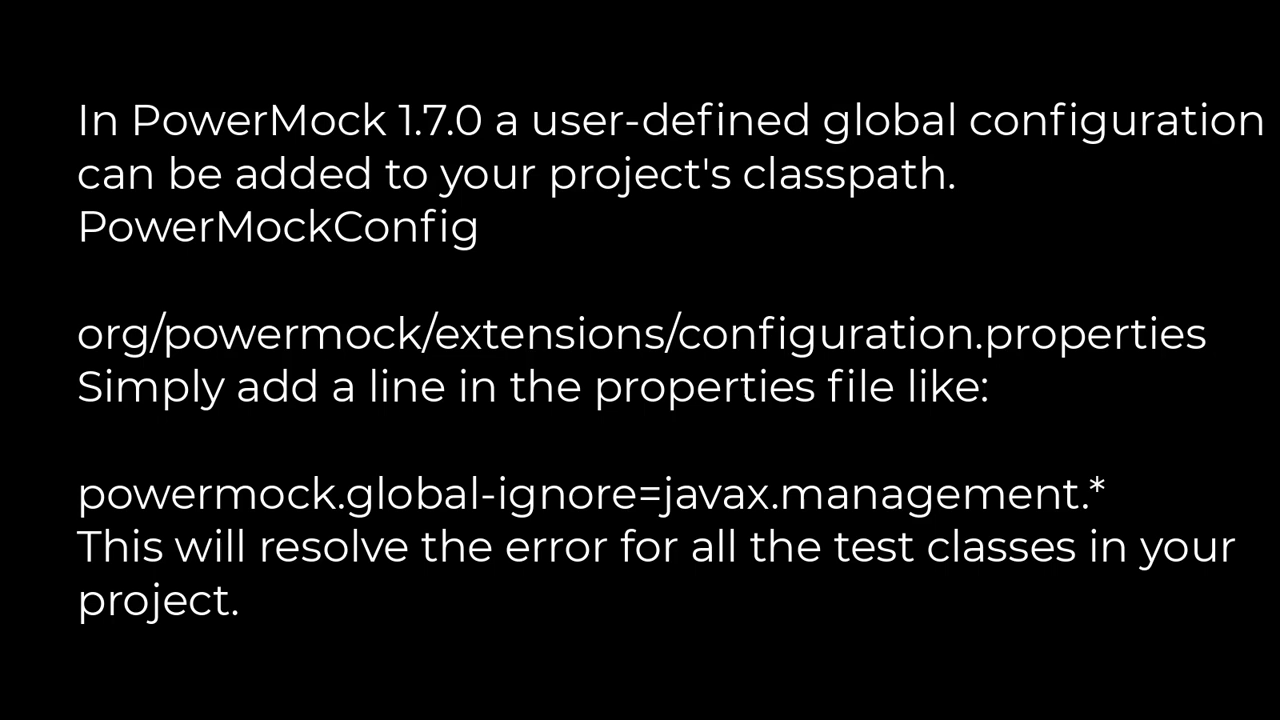 In PowerMock 1.7.0 a user-defined global configuration
can be added to your project's classpath.
PowerMockConfig
org/powermock/extensions/configuration.properties
Simply add a line in the properties file like:
powermock.global-ignore=javax.management.*
This will resolve the error for all the test classes in your
project.